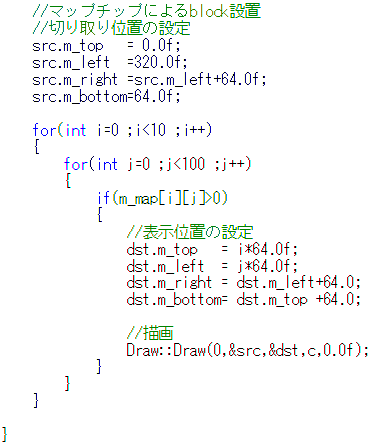 //マップチップによるblock設置
//切り取り位置の設定
src.m_top   = 0.0f;
src.m_left  =320.0f;
src.m_right =src.m_left+64.0f;
src.m_bottom=64.0f;

for(int i=0 ;i<10 ;i++)
{
    for(int j=0 ;j<100 ;j++)
    {
        if(m_map[i][j]>0)
        {
            //表示位置の設定
            dst.m_top   = i*64.0f;
            dst.m_left  = j*64.0f;
            dst.m_right = dst.m_left+64.0;
            dst.m_bottom= dst.m_top +64.0;

            //描画
            Draw::Draw(0,&src,&dst,c,0.0f);
        }
    }
}

}